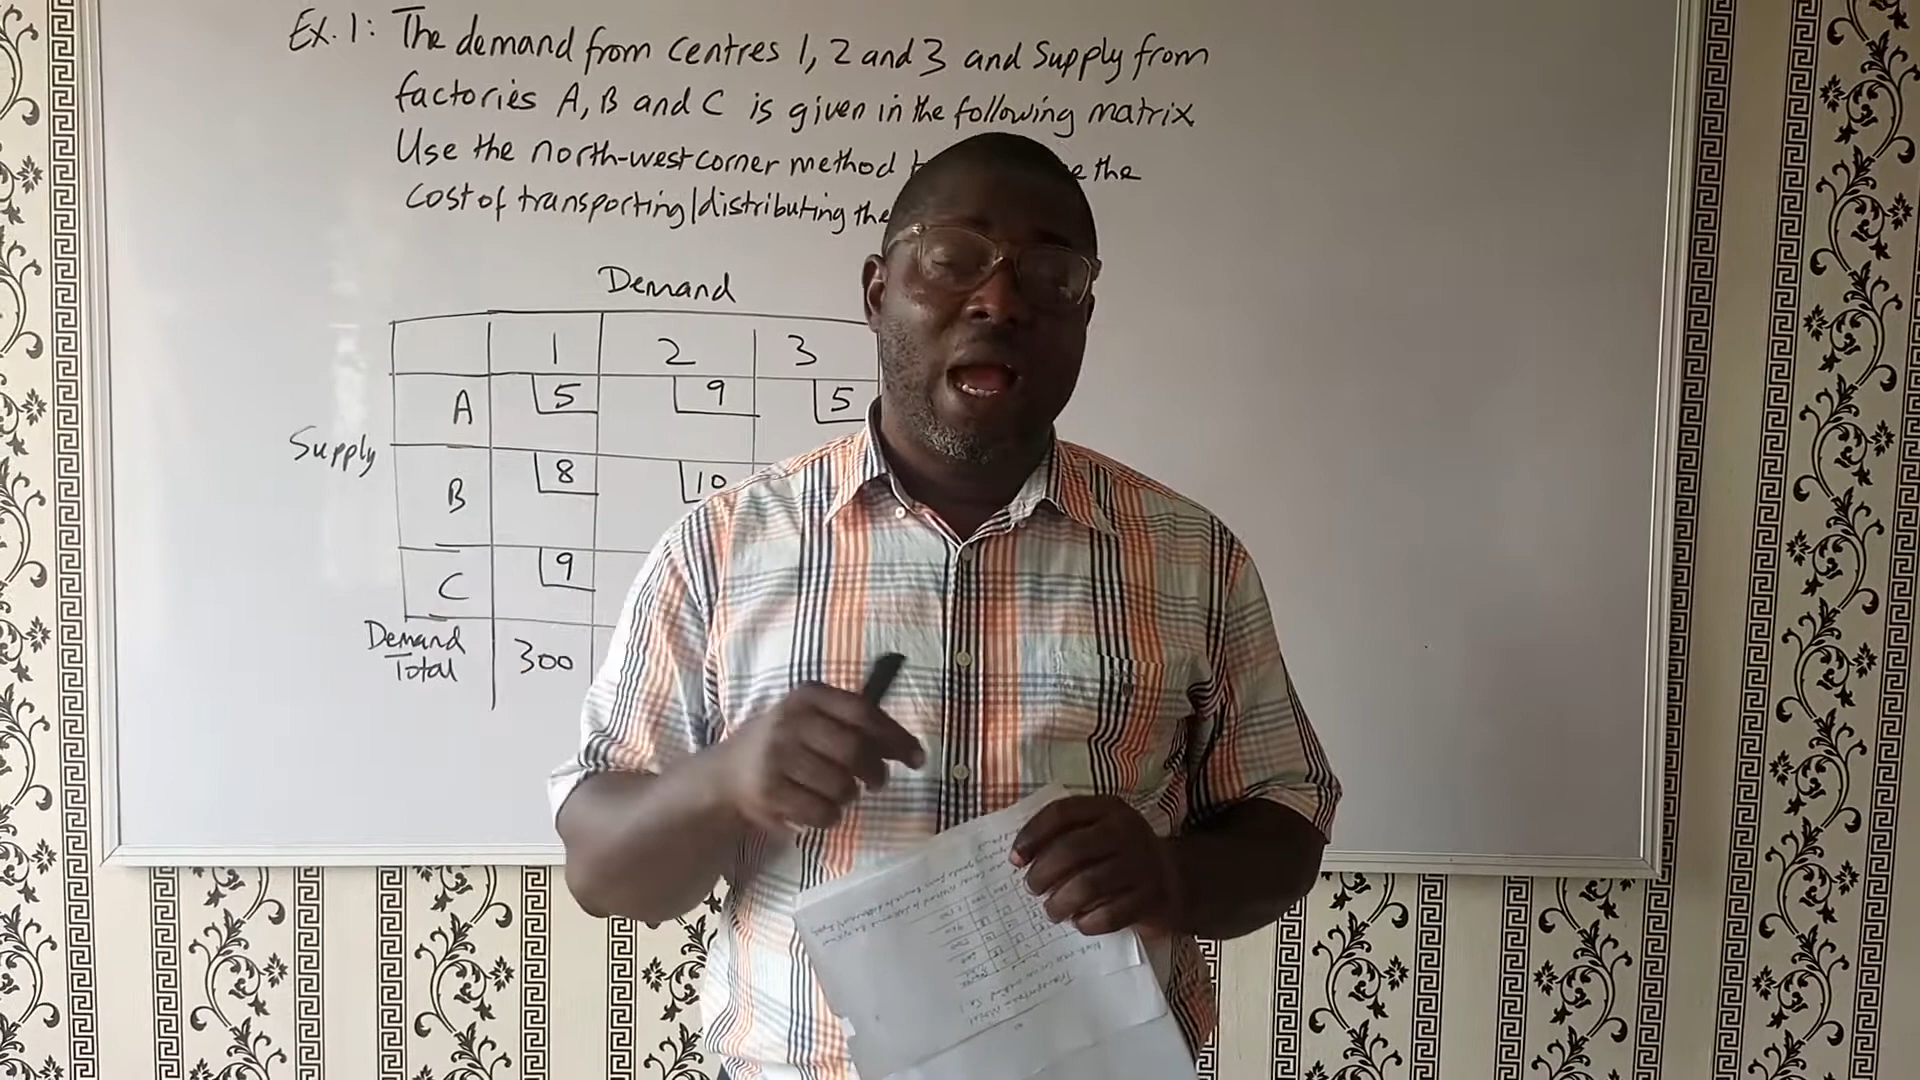 Ex. 1: The demand from centres 1, 2 and 3 and Supply from
factories A, B and C is given in the following matrix
Use the north-west corner method the
cost of transporting/distributing the
Demand
1 2 3
A 5 9 5
Supply
B 8 10
C 9
Demand
Total 300